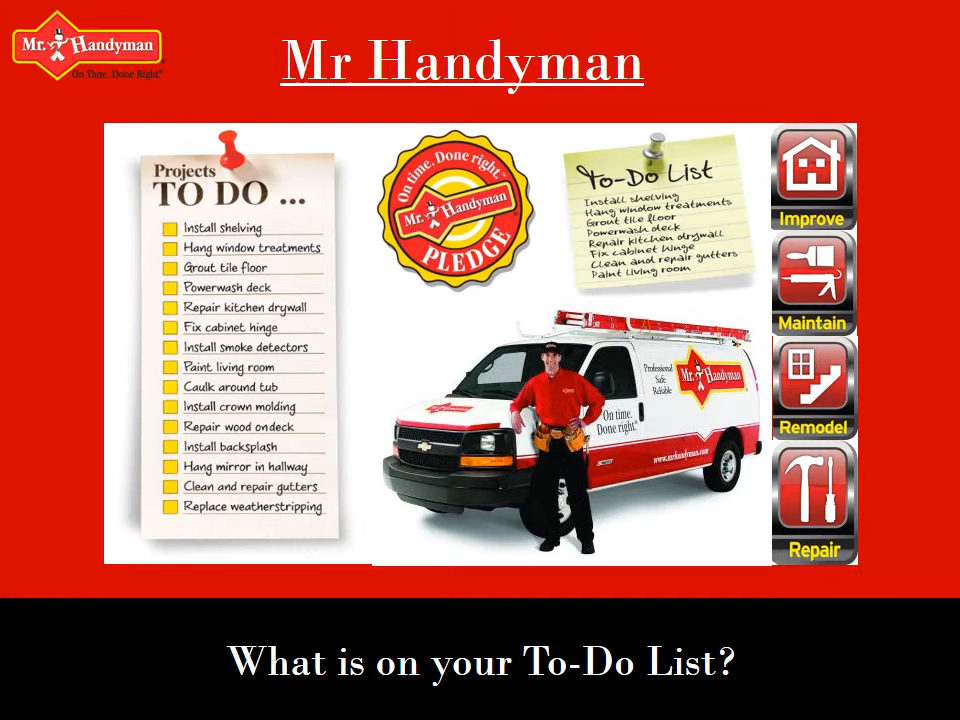 Mr. Handyman
On Time. Done Right.®
Mr Handyman
Projects
TO DO ...
Install shelving
Hang window treatments
Grout tile floor
Powerwash deck
Repair kitchen drywall
Fix cabinet hinge
Install smoke detectors
Paint living room
Caulk around tub
Install crown molding
Repair wood on deck
Install backsplash
Hang mirror in hallway
Clean and repair gutters
Replace weatherstripping
On time. Done right.™
Mr. Handyman®
PLEDGE
To-Do List
Install shelving
Hang window treatments
Grout tile floor
Powerwash deck
Repair kitchen drywall
Fix cabinet hinge
Clean and repair gutters
Paint living room
Improve
Maintain
Remodel
Repair
Professional
Safe
Reliable
Mr. Handyman
On time.
Done right.®
www.mrhandyman.com
What is on your To-Do List?